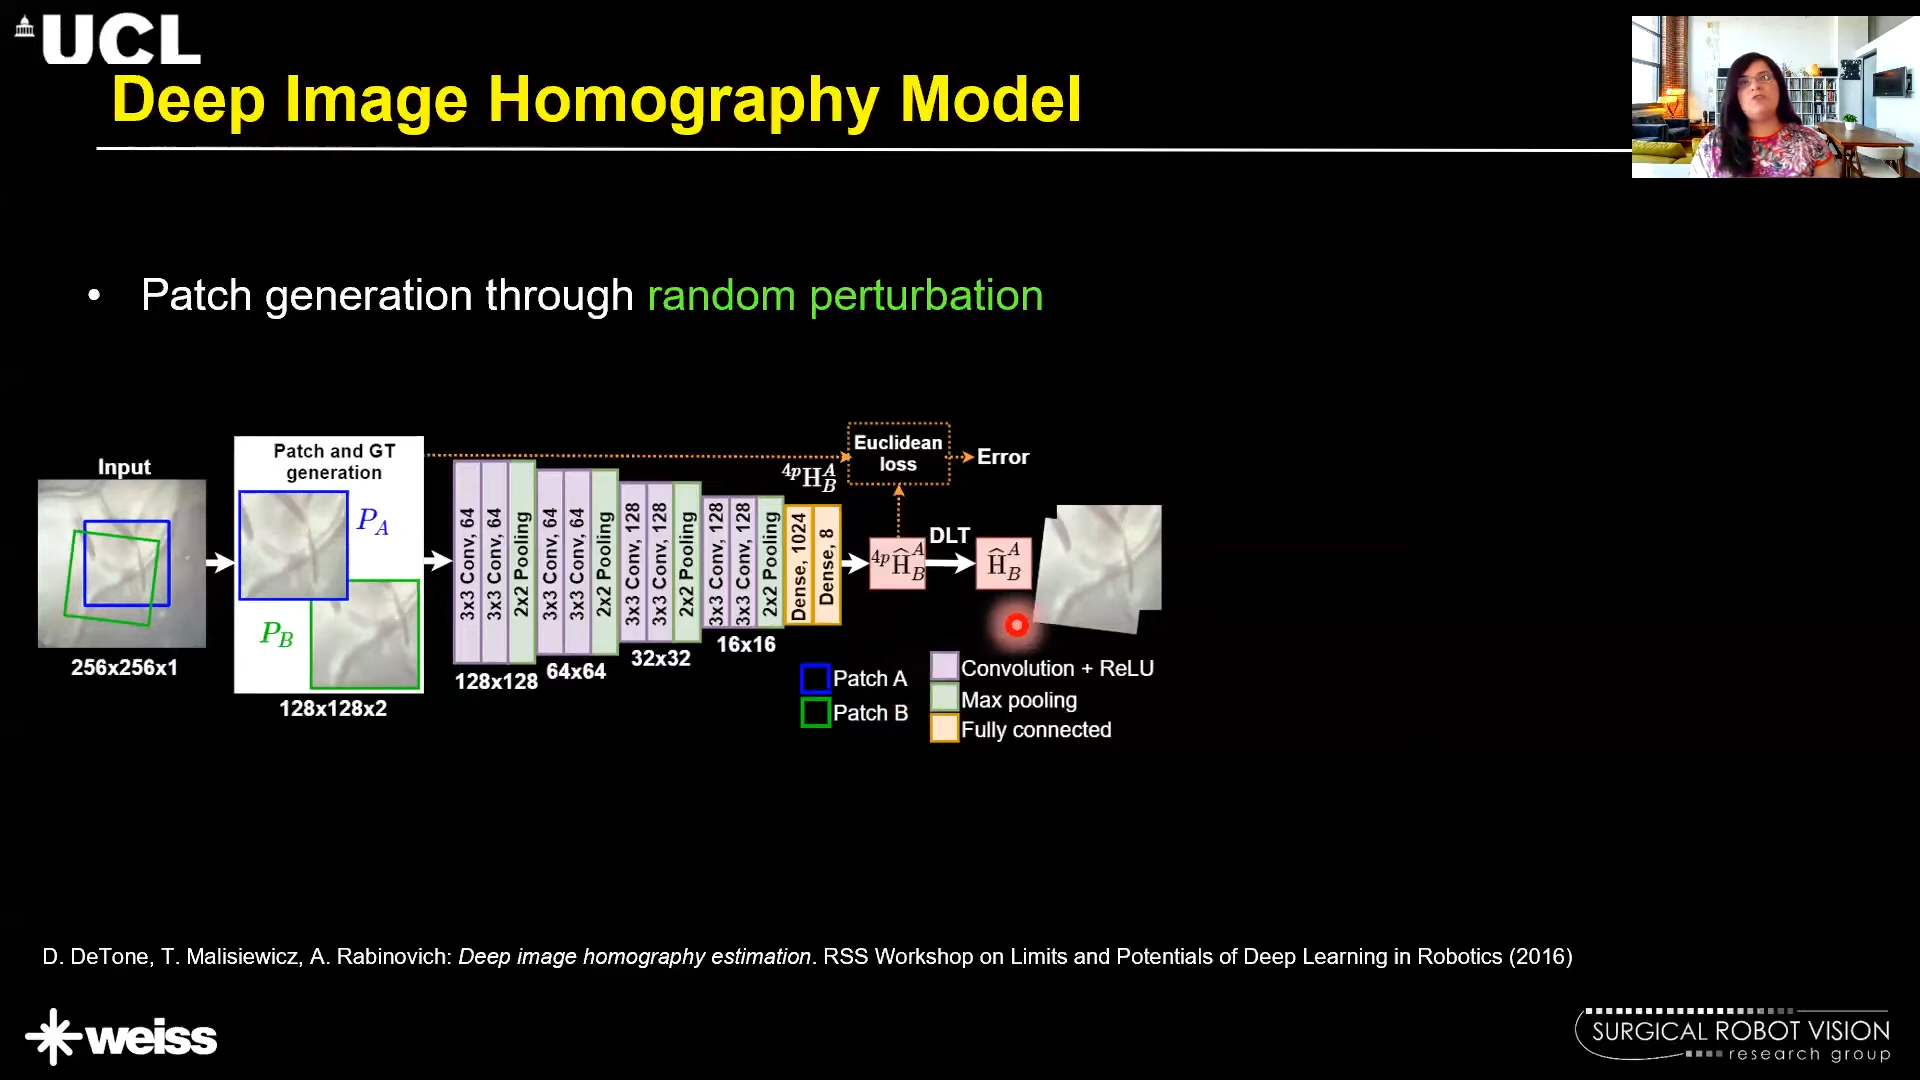 UCL
Deep Image Homography Model
• Patch generation through random perturbation
Input
256x256x1
Patch and GT
generation
P_A
P_B
128x128x2
3x3 Conv, 64
3x3 Conv, 64
2x2 Pooling
128x128
3x3 Conv, 64
3x3 Conv, 64
2x2 Pooling
64x64
3x3 Conv, 128
3x3 Conv, 128
2x2 Pooling
32x32
3x3 Conv, 128
3x3 Conv, 128
2x2 Pooling
16x16
Dense, 1024
Dense, 8
4pH_B^A
Euclidean
loss
Error
4pĤ_B^A
DLT
Ĥ_B^A
Patch A
Patch B
Convolution + ReLU
Max pooling
Fully connected
D. DeTone, T. Malisiewicz, A. Rabinovich: Deep image homography estimation. RSS Workshop on Limits and Potentials of Deep Learning in Robotics (2016)
weiss
SURGICAL ROBOT VISION
research group